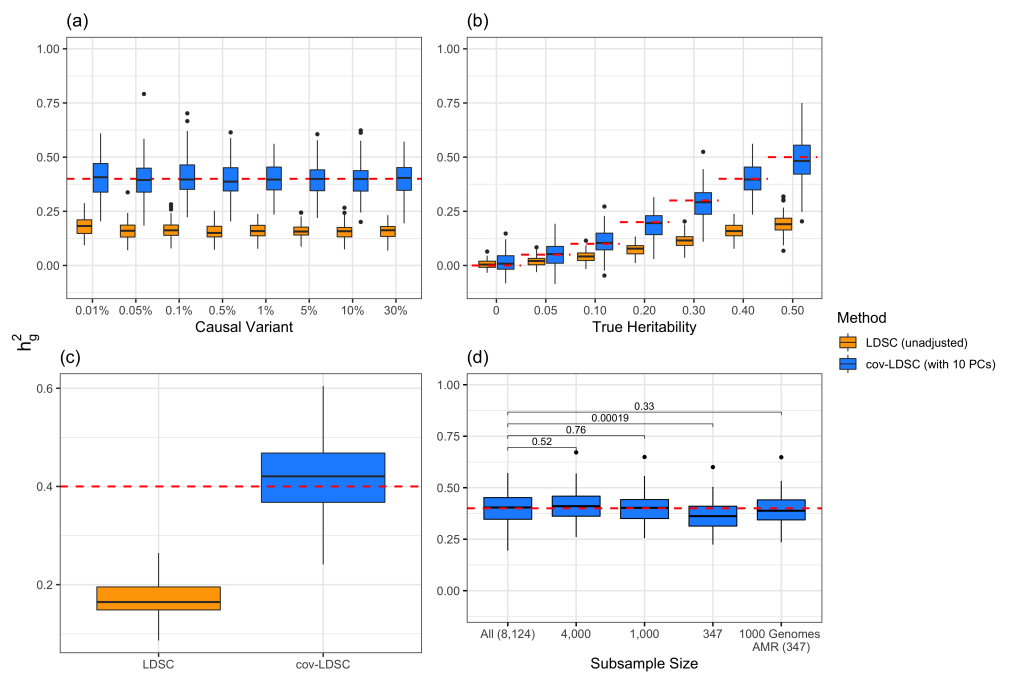 (a)
1.00
0.75
0.50
0.25
0.00
0.01% 0.05% 0.1% 0.5% 1% 5% 10% 30%
Causal Variant
(b)
1.00
0.75
0.50
0.25
0.00
0 0.05 0.10 0.20 0.30 0.40 0.50
True Heritability
h²g
(c)
0.6
0.4
0.2
LDSC cov-LDSC
(d)
1.00
0.75
0.50
0.25
0.00
0.33
0.00019
0.76
0.52
All (8,124) 4,000 1,000 347 1000 Genomes
AMR (347)
Subsample Size
Method
LDSC (unadjusted)
cov-LDSC (with 10 PCs)